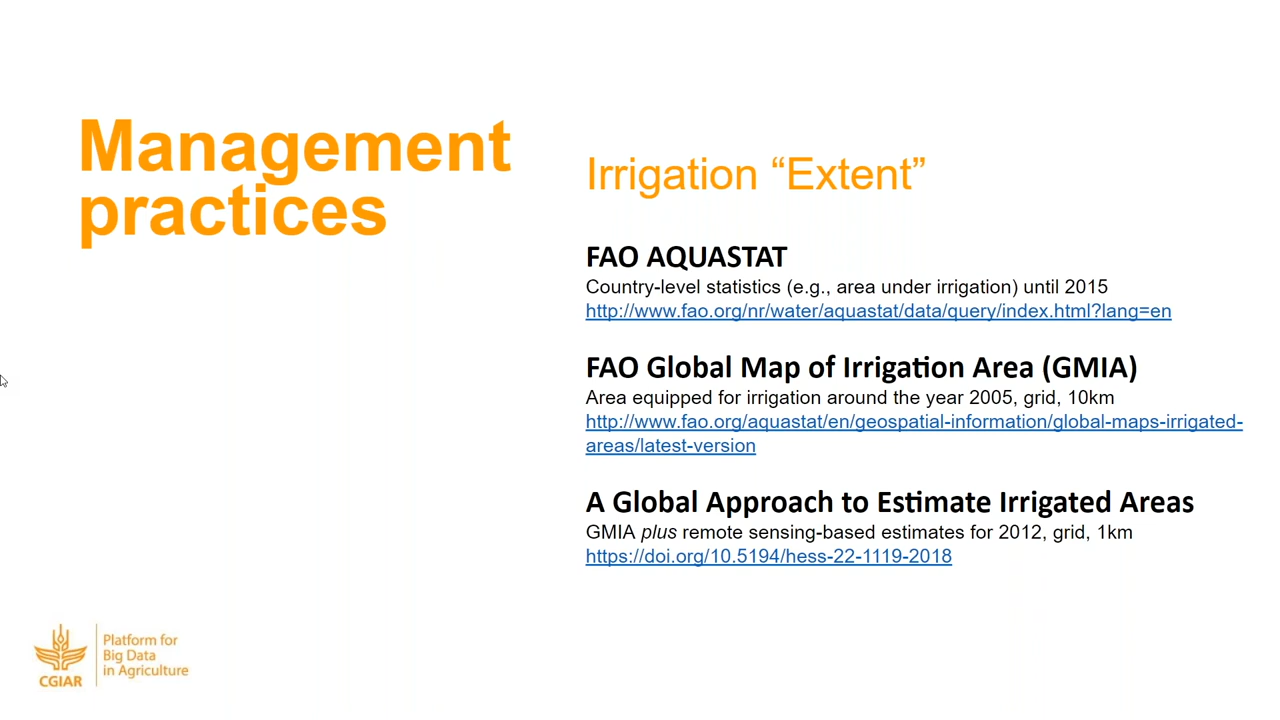 Management
practices
Irrigation “Extent”
FAO AQUASTAT
Country-level statistics (e.g., area under irrigation) until 2015
http://www.fao.org/nr/water/aquastat/data/query/index.html?lang=en
FAO Global Map of Irrigation Area (GMIA)
Area equipped for irrigation around the year 2005, grid, 10km
http://www.fao.org/aquastat/en/geospatial-information/global-maps-irrigated-
areas/latest-version
A Global Approach to Estimate Irrigated Areas
GMIA plus remote sensing-based estimates for 2012, grid, 1km
https://doi.org/10.5194/hess-22-1119-2018
CGIAR
Platform for
Big Data
in Agriculture